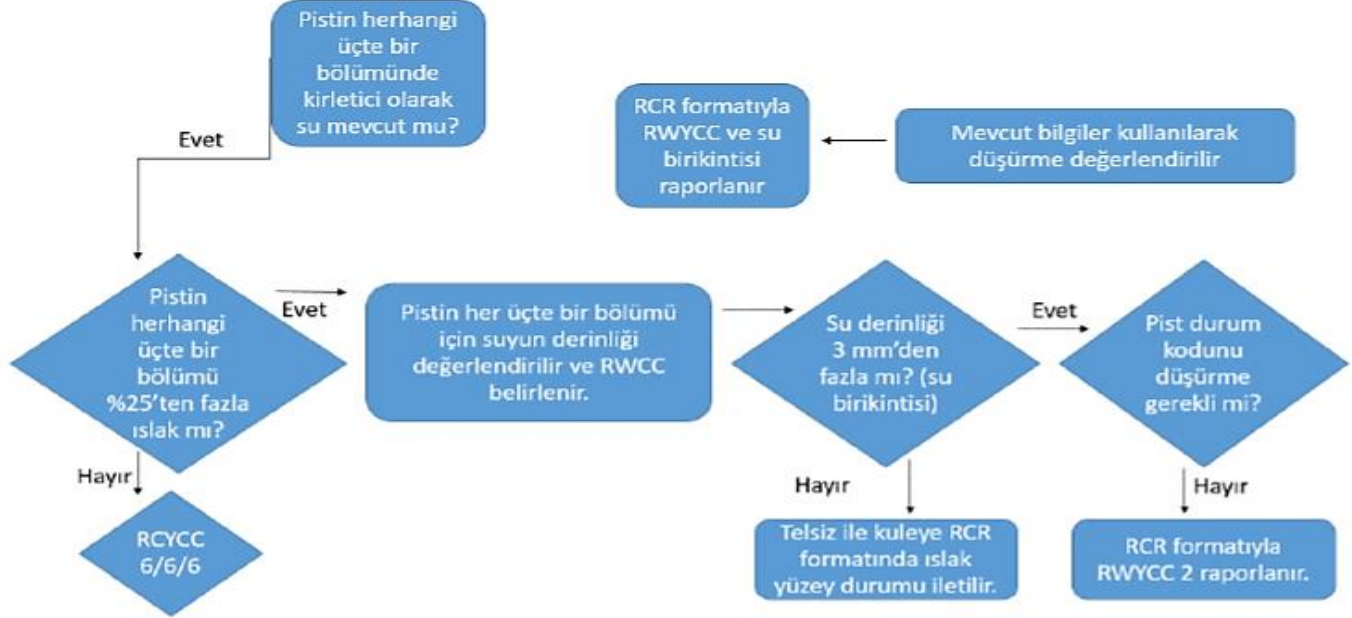 Pistin herhangi
üçte bir
bölümünde
kirletici olarak
su mevcut mu?
Evet
RCR formatıyla
RWYCC ve su
birikintisi
raporlanır
Mevcut bilgiler kullanılarak
düşürme değerlendirilir
Pistin
herhangi
üçte bir
bölümü
%25'ten fazla
ıslak mı?
Evet
Hayır
RCYCC
6/6/6
Pistin her üçte bir bölümü
için suyun derinliği
değerlendirilir ve RWCC
belirlenir.
Su derinliği
3 mm'den
fazla mı? (su
birikintisi)
Evet
Hayır
Telsiz ile kuleye RCR
formatında ıslak
yüzey durumu iletilir.
Pist durum
kodunu
düşürme
gerekli mi?
Hayır
RCR formatıyla
RWYCC 2 raporlanır.